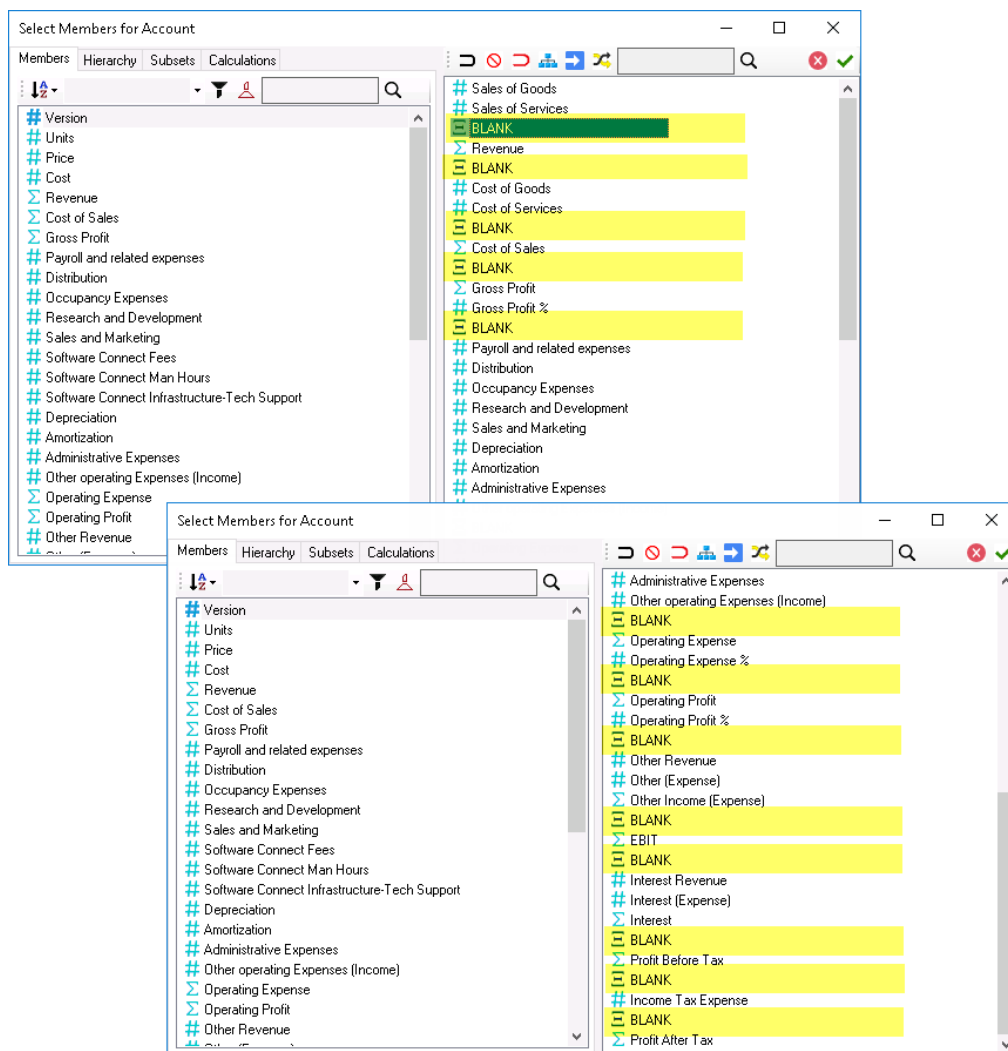 Select Members for Account
Members Hierarchy Subsets Calculations
Version
Units
Price
Cost
Revenue
Cost of Sales
Gross Profit
Payroll and related expenses
Distribution
Occupancy Expenses
Research and Development
Sales and Marketing
Software Connect Fees
Software Connect Man Hours
Software Connect Infrastructure-Tech Support
Depreciation
Amortization
Administrative Expenses
Other operating Expenses (Income)
Operating Expense
Operating Profit
Other Revenue
Sales of Goods
Sales of Services
BLANK
Revenue
BLANK
Cost of Goods
Cost of Services
BLANK
Cost of Sales
BLANK
Gross Profit
Gross Profit %
BLANK
Payroll and related expenses
Distribution
Occupancy Expenses
Research and Development
Sales and Marketing
Depreciation
Amortization
Administrative Expenses
Select Members for Account
Members Hierarchy Subsets Calculations
Version
Units
Price
Cost
Revenue
Cost of Sales
Gross Profit
Payroll and related expenses
Distribution
Occupancy Expenses
Research and Development
Sales and Marketing
Software Connect Fees
Software Connect Man Hours
Software Connect Infrastructure-Tech Support
Depreciation
Amortization
Administrative Expenses
Other operating Expenses (Income)
Operating Expense
Operating Profit
Other Revenue
Administrative Expenses
Other operating Expenses (Income)
BLANK
Operating Expense
Operating Expense %
BLANK
Operating Profit
Operating Profit %
BLANK
Other Revenue
Other (Expense)
Other Income (Expense)
BLANK
EBIT
BLANK
Interest Revenue
Interest (Expense)
Interest
BLANK
Profit Before Tax
BLANK
Income Tax Expense
BLANK
Profit After Tax